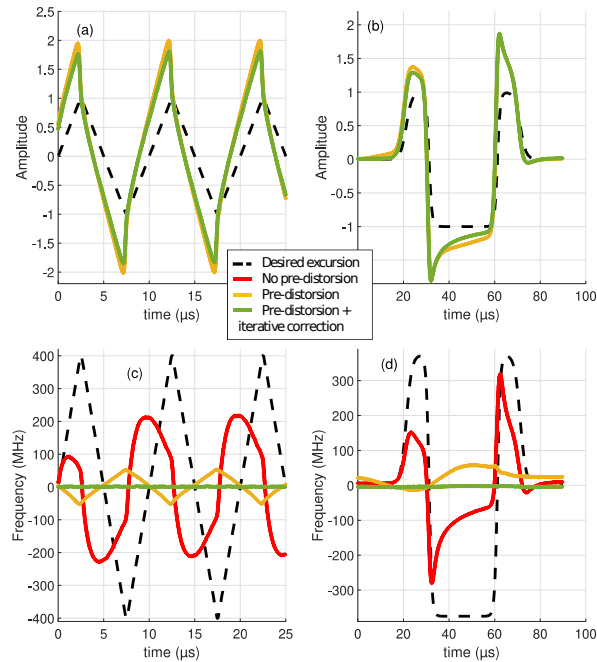 (a)
(b)
Amplitude
2
1.5
1
0.5
0
-0.5
-1
-1.5
-2
0 5 10 15 20 25
time (µs)
Amplitude
2
1.5
1
0.5
0
-1
20 40 60 80 100
time (µs)
Desired excursion
No pre-distorsion
Pre-distorsion
Pre-distorsion +
iterative correction
(c)
(d)
Frequency (MHz)
400
300
200
100
0
-100
-200
-300
-400
0 5 10 15 20 25
time (µs)
Frequency (MHz)
300
200
100
0
-100
-200
-300
0 20 40 60 80 100
time (µs)